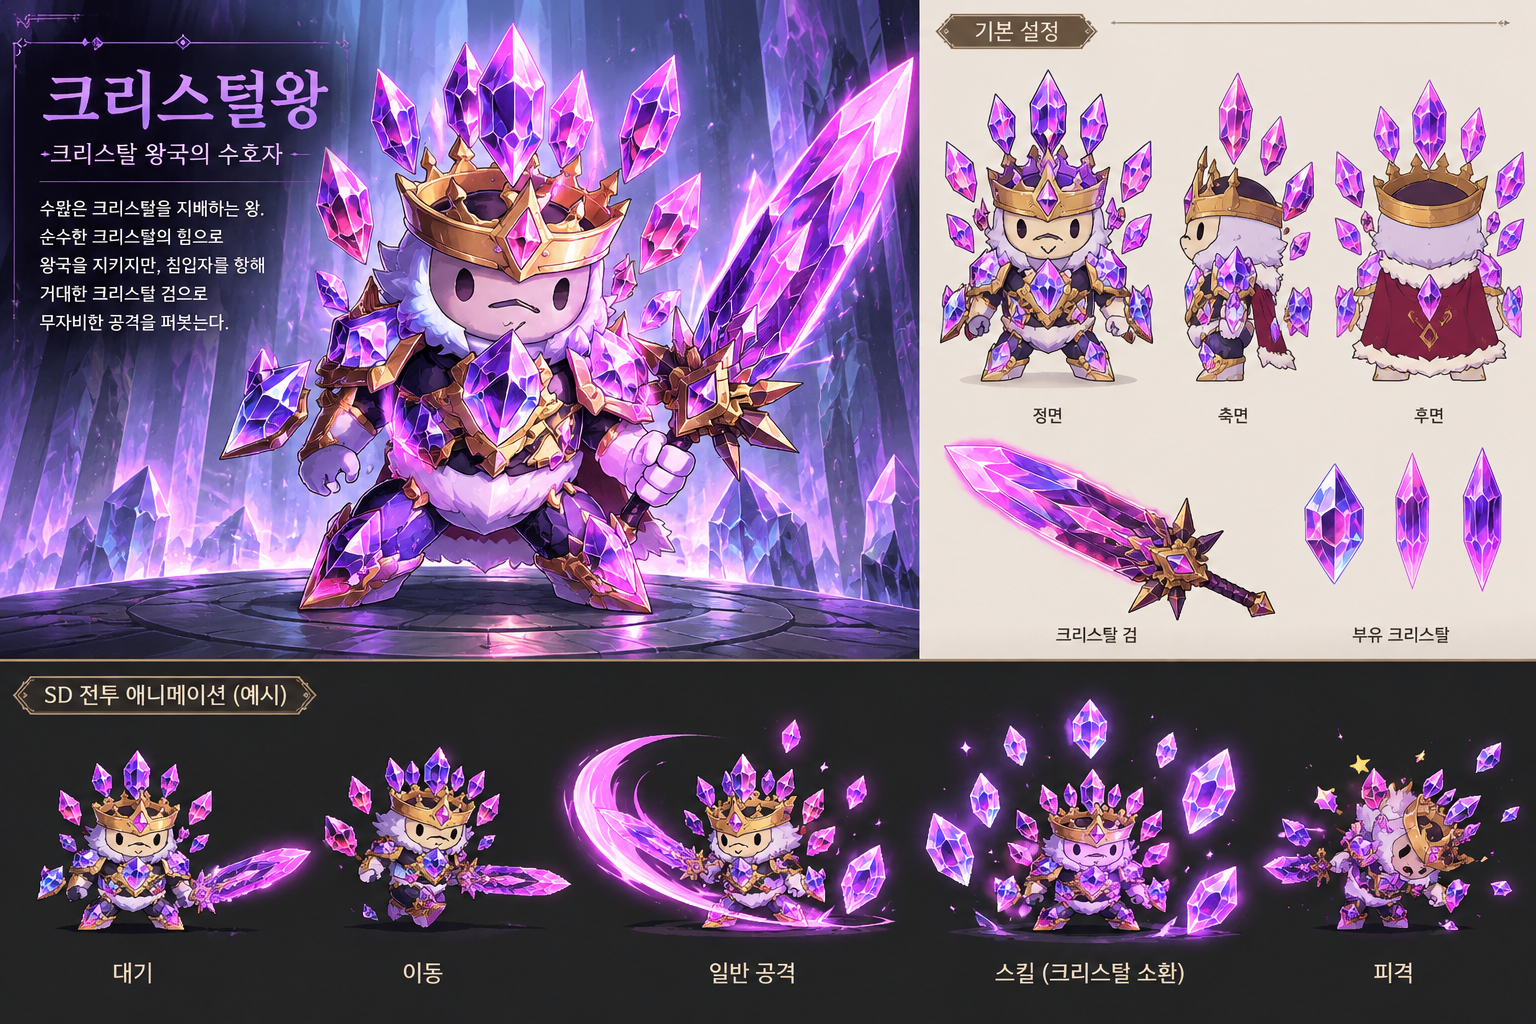 크리스털왕
크리스탈 왕국의 수호자
수많은 크리스털을 지배하는 왕.
순수한 크리스털의 힘으로
왕국을 지키지만, 침입자를 향해
거대한 크리스탈 검으로
무자비한 공격을 퍼붓는다.
기본 설정
정면
측면
후면
크리스탈 검
부유 크리스탈
SD 전투 애니메이션 (예시)
대기
이동
일반 공격
스킬 (크리스탈 소환)
피격